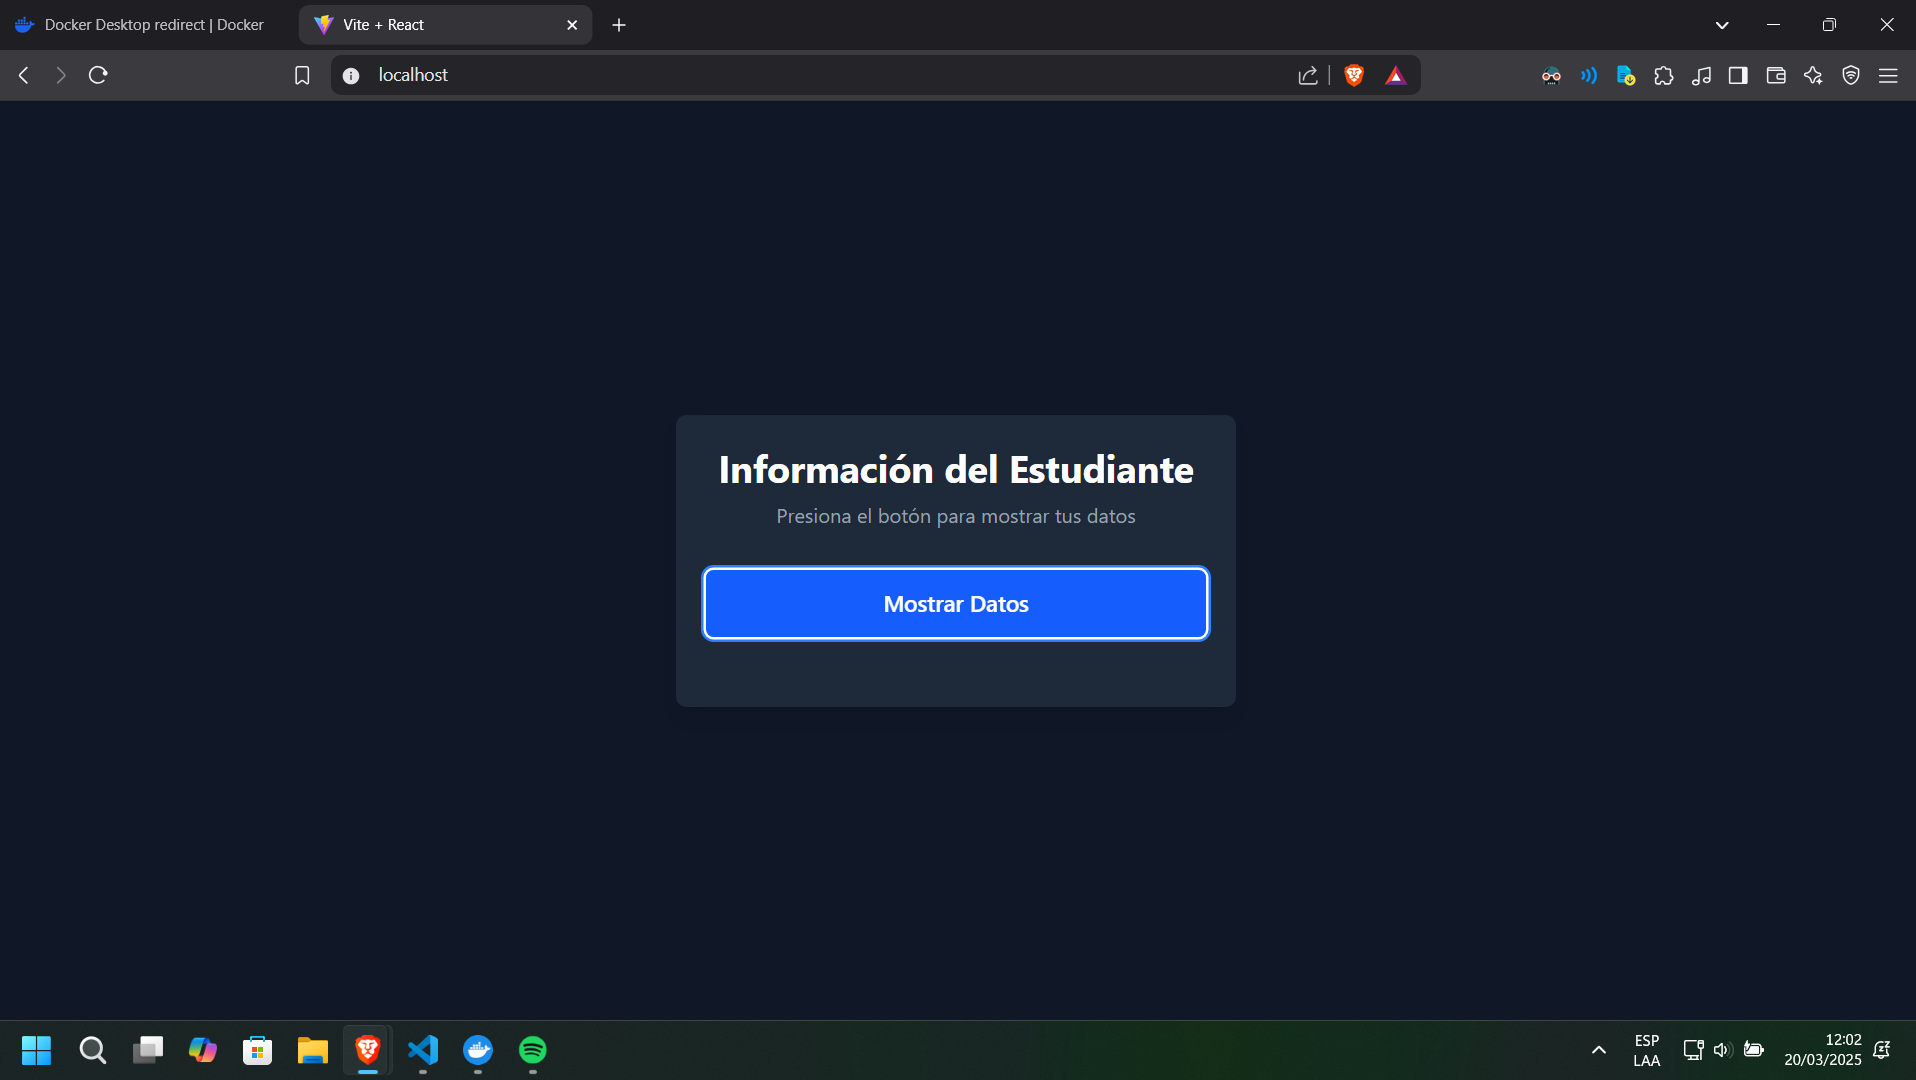 Docker Desktop redirect | Docker
Vite + React
localhost
Información del Estudiante
Presiona el botón para mostrar tus datos
Mostrar Datos
ESP
LAA
12:02
20/03/2025